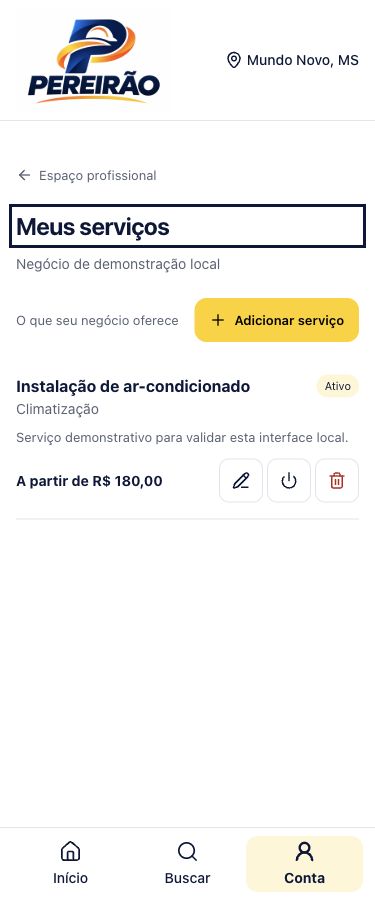 PEREIRÃO
Mundo Novo, MS
Espaço profissional
Meus serviços
Negócio de demonstração local
O que seu negócio oferece
Adicionar serviço
Instalação de ar-condicionado
Ativo
Climatização
Serviço demonstrativo para validar esta interface local.
A partir de R$ 180,00
Início
Buscar
Conta